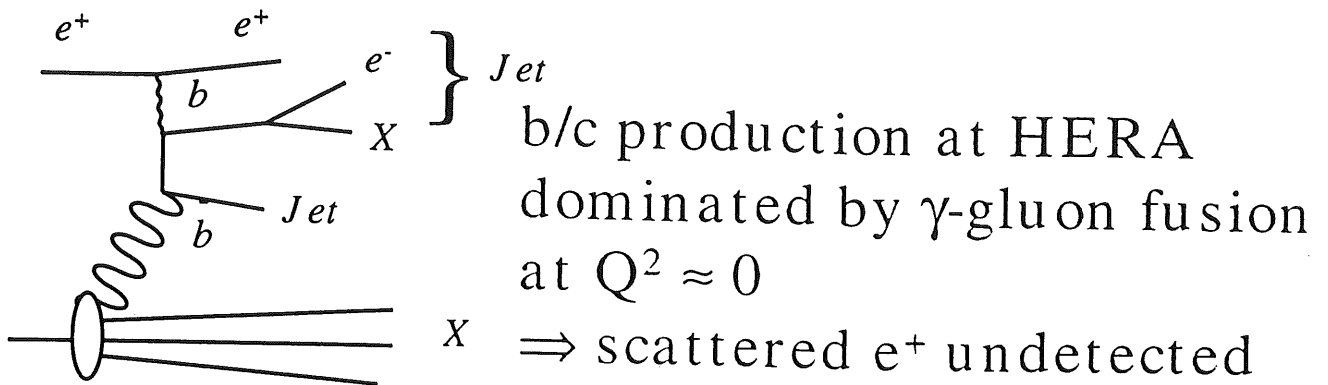 e⁺ e⁺
e⁻ } Jet
b
X
Jet
b̄
X
b/c production at HERA
dominated by γ-gluon fusion
at Q² ≈ 0
⇒ scattered e⁺ undetected